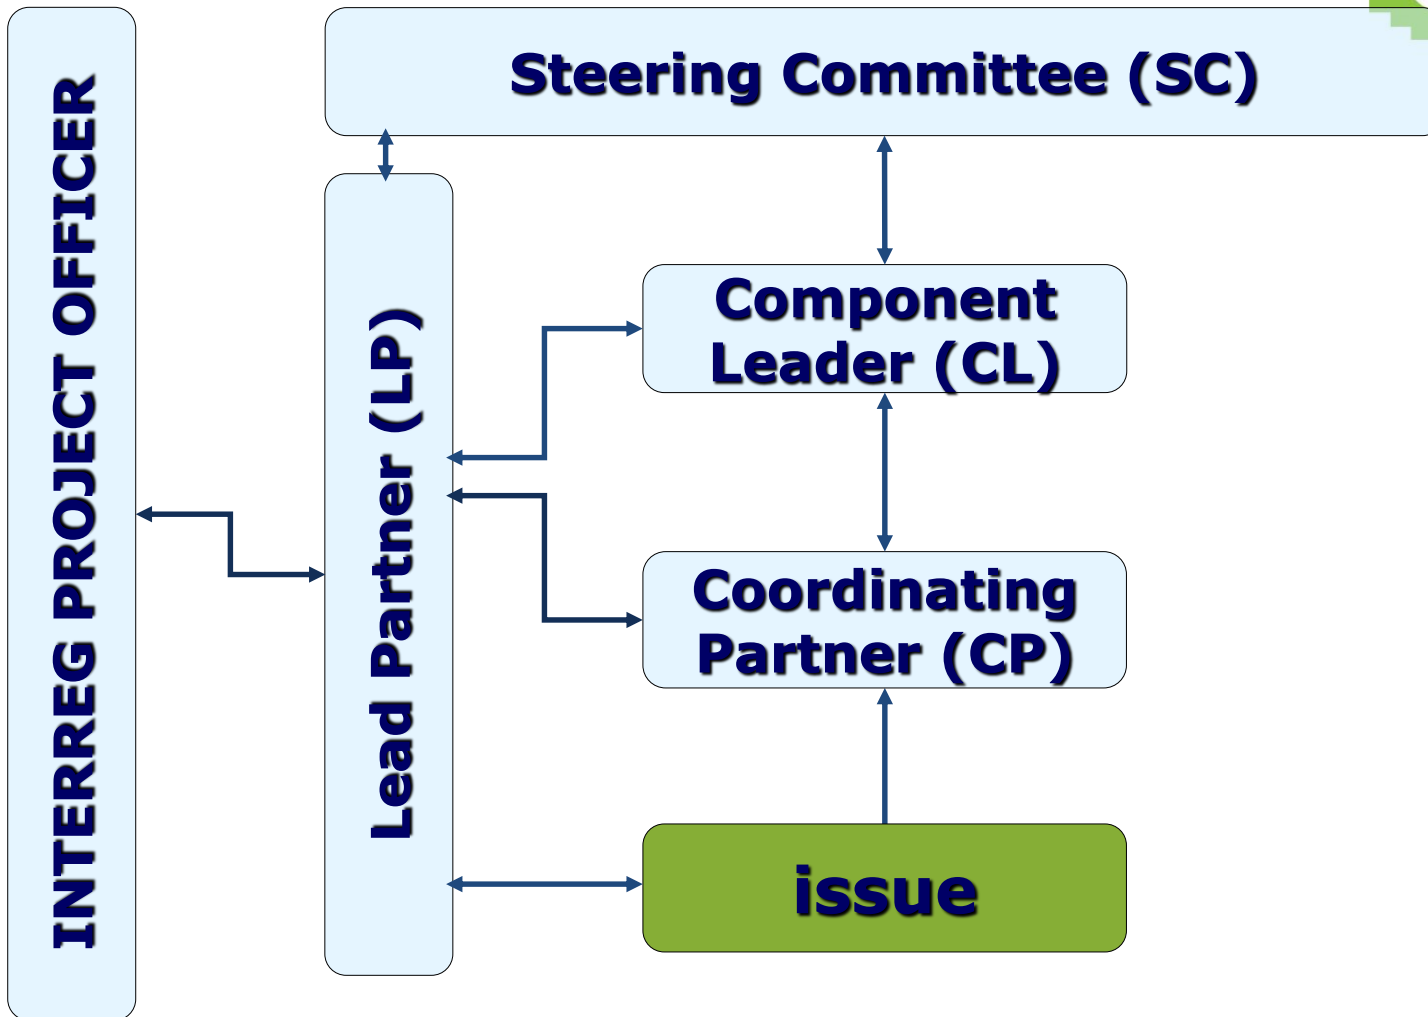 INTERREG PROJECT OFFICER
Steering Committee (SC)
Lead Partner (LP)
Component
Leader (CL)
Coordinating
Partner (CP)
issue